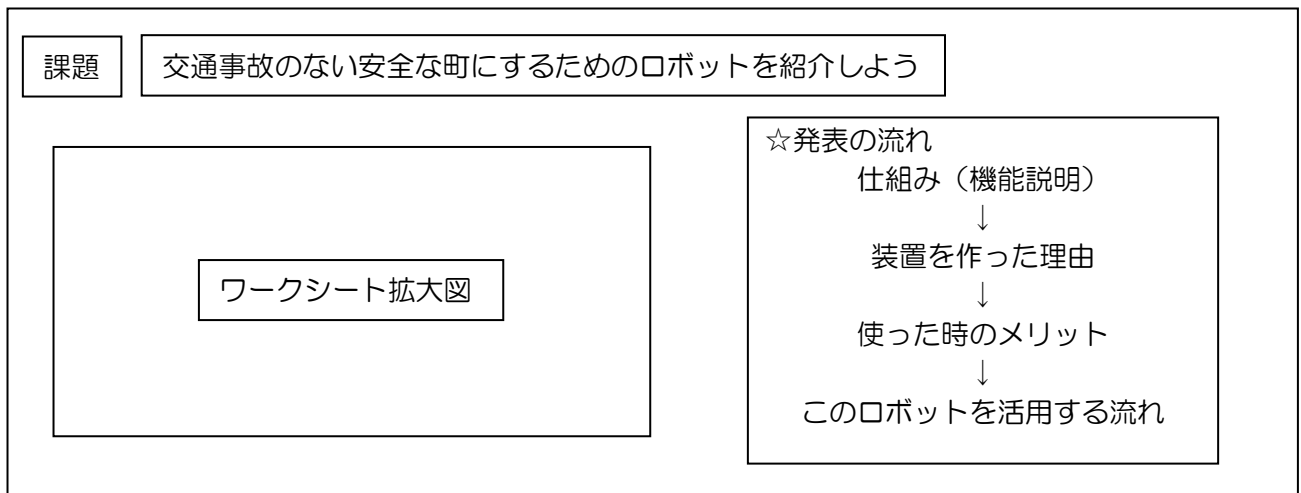 課題
交通事故のない安全な町にするためのロボットを紹介しよう
ワークシート拡大図
☆発表の流れ
仕組み（機能説明）
↓
装置を作った理由
↓
使った時のメリット
↓
このロボットを活用する流れ